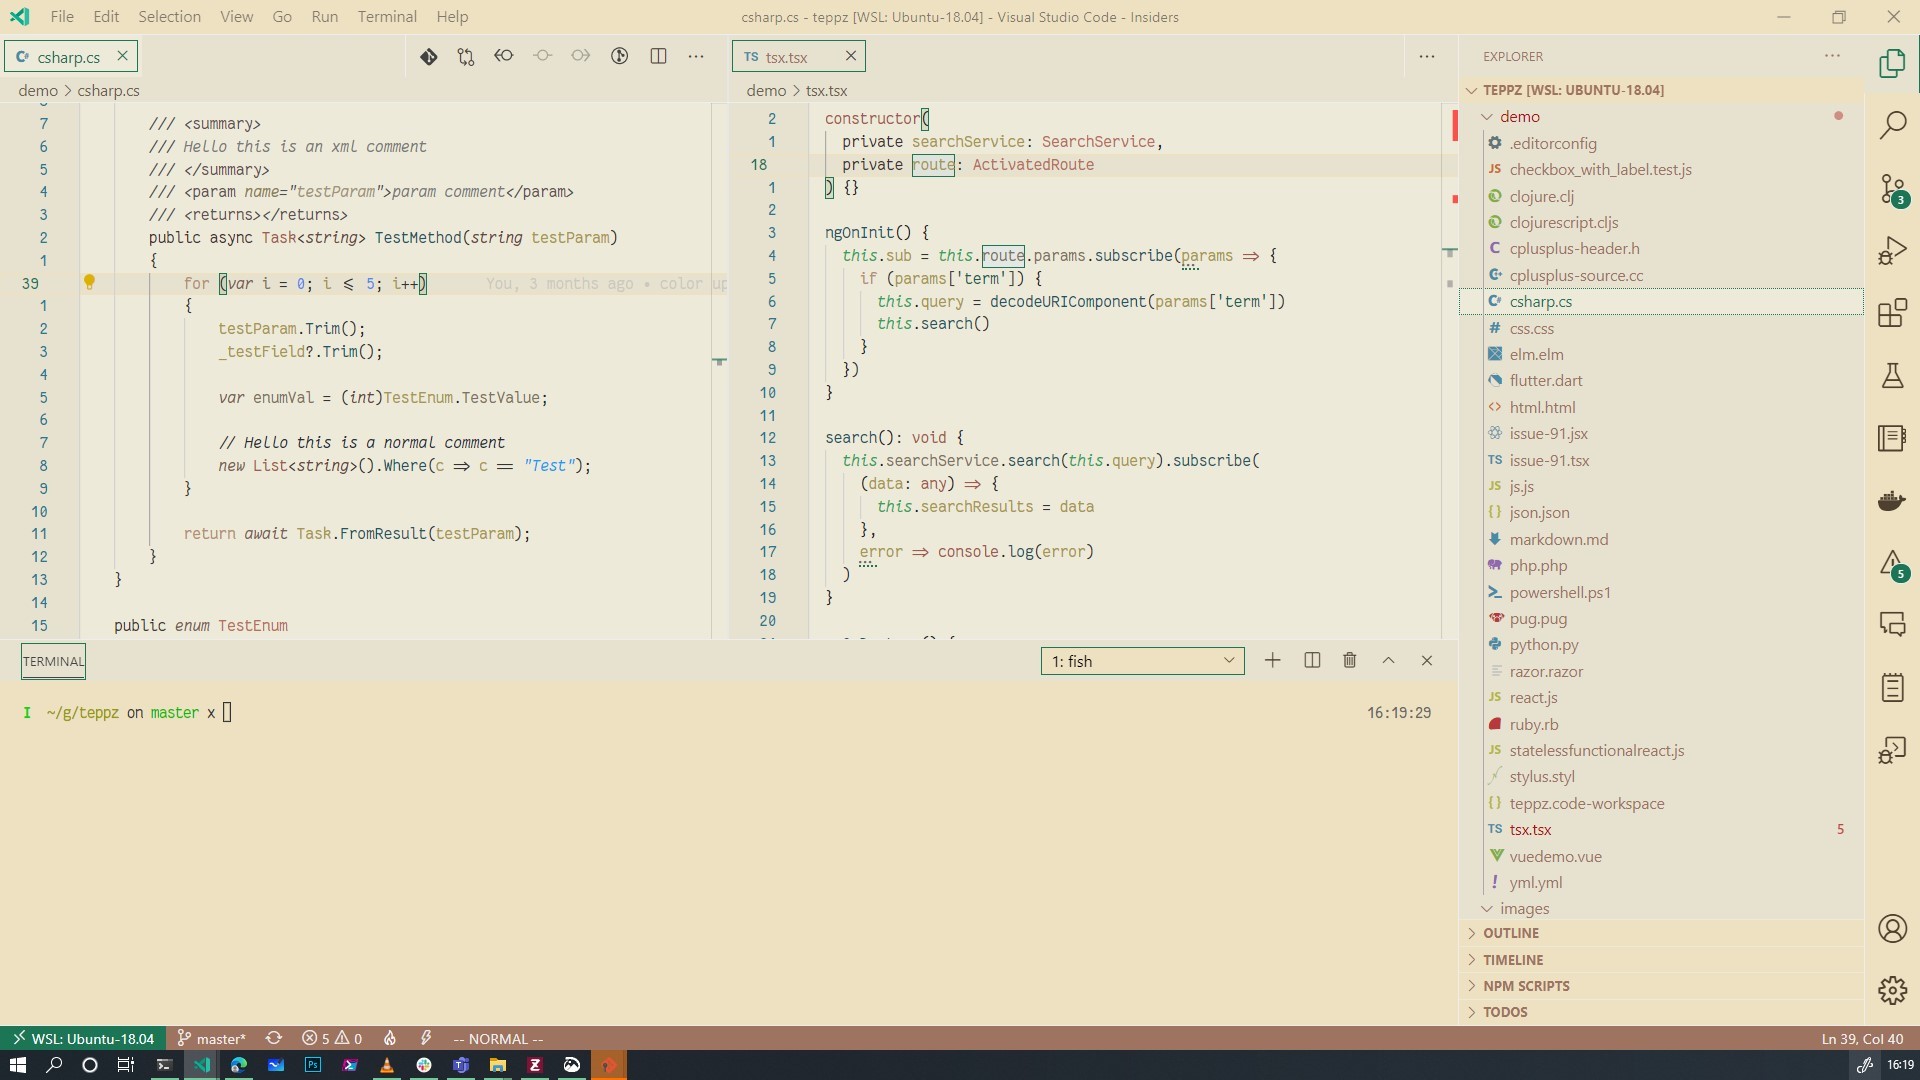 File Edit Selection View Go Run Terminal Help
csharp.cs - teppz [WSL: Ubuntu-18.04] - Visual Studio Code - Insiders
csharp.cs
demo > csharp.cs
7 /// <summary>
6 /// Hello this is an xml comment
5 /// </summary>
4 /// <param name="testParam">param comment</param>
3 /// <returns></returns>
2 public async Task<string> TestMethod(string testParam)
1 {
39 for (var i = 0; i <= 5; i++) You, 3 months ago • color up
1 {
2 testParam.Trim();
3 _testField?.Trim();
4
5 var enumVal = (int)TestEnum.TestValue;
6
7 // Hello this is a normal comment
8 new List<string>().Where(c => c == "Test");
9 }
10
11 return await Task.FromResult(testParam);
12 }
13 }
14
15 public enum TestEnum
TS tsx.tsx
demo > tsx.tsx
2 constructor(
1 private searchService: SearchService,
18 private route: ActivatedRoute
1 ) {}
2
3 ngOnInit() {
4 this.sub = this.route.params.subscribe(params => {
5 if (params['term']) {
6 this.query = decodeURIComponent(params['term'])
7 this.search()
8 }
9 })
10 }
11
12 search(): void {
13 this.searchService.search(this.query).subscribe(
14 (data: any) => {
15 this.searchResults = data
16 },
17 error => console.log(error)
18 )
19 }
20
TERMINAL
1: fish
I ~/g/teppz on master x
16:19:29
EXPLORER
TEPPZ [WSL: UBUNTU-18.04]
demo
.editorconfig
JS checkbox_with_label.test.js
clojure.clj
clojurescript.cljs
cplusplus-header.h
cplusplus-source.cc
csharp.cs
# css.css
elm.elm
flutter.dart
<> html.html
issue-91.jsx
TS issue-91.tsx
JS js.js
{} json.json
markdown.md
php.php
powershell.ps1
pug.pug
python.py
razor.razor
JS react.js
ruby.rb
JS statelessfunctionalreact.js
stylus.styl
{} teppz.code-workspace
TS tsx.tsx 5
vuedemo.vue
! yml.yml
images
OUTLINE
TIMELINE
NPM SCRIPTS
TODOS
3
5
WSL: Ubuntu-18.04 master* 5 0 -- NORMAL --
Ln 39, Col 40
Ps
16:19